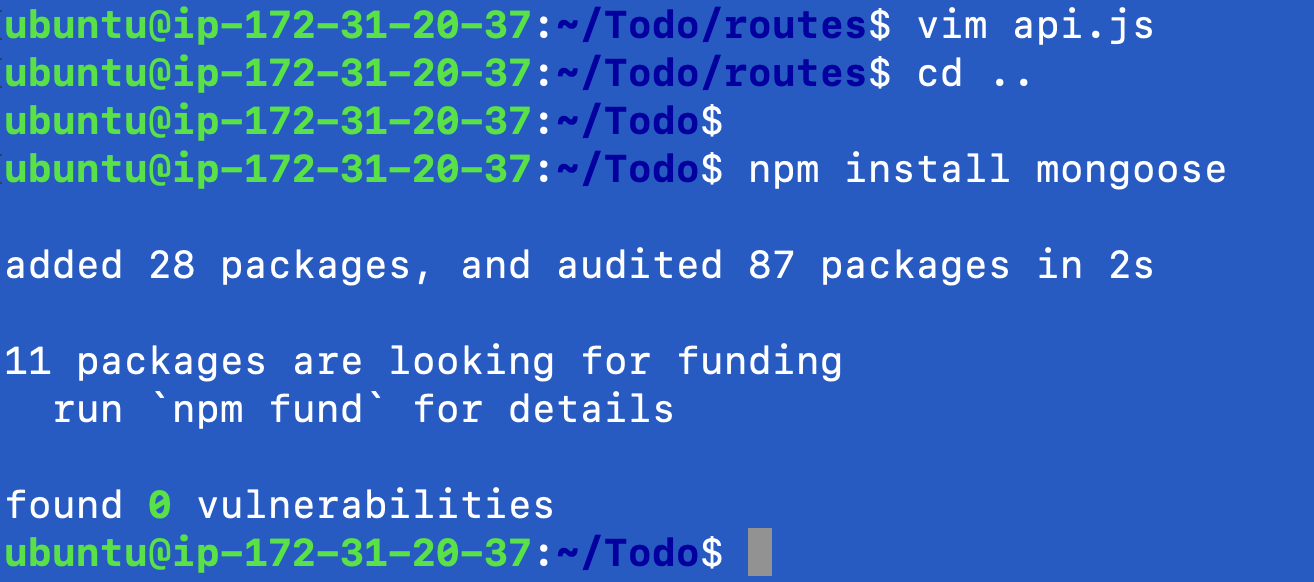 ubuntu@ip-172-31-20-37:~/Todo/routes$ vim api.js
ubuntu@ip-172-31-20-37:~/Todo/routes$ cd ..
ubuntu@ip-172-31-20-37:~/Todo$
ubuntu@ip-172-31-20-37:~/Todo$ npm install mongoose
added 28 packages, and audited 87 packages in 2s
11 packages are looking for funding
  run `npm fund` for details
found 0 vulnerabilities
ubuntu@ip-172-31-20-37:~/Todo$